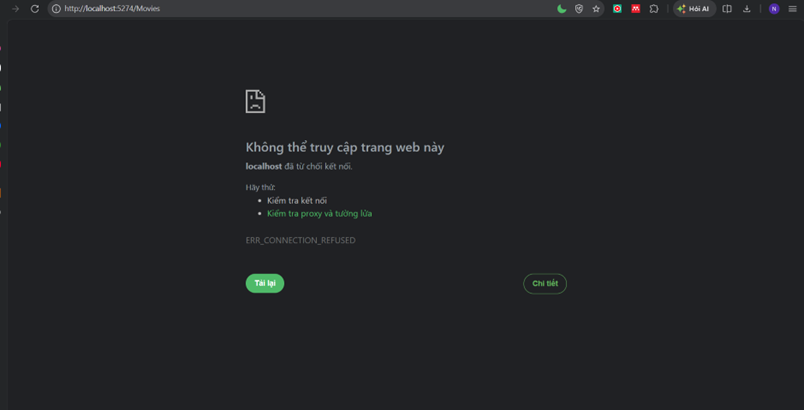 http://localhost:5274/Movies
Hỏi AI
N
Không thể truy cập trang web này
localhost đã từ chối kết nối.
Hãy thử:
Kiểm tra kết nối
Kiểm tra proxy và tường lửa
ERR_CONNECTION_REFUSED
Tải lại
Chi tiết